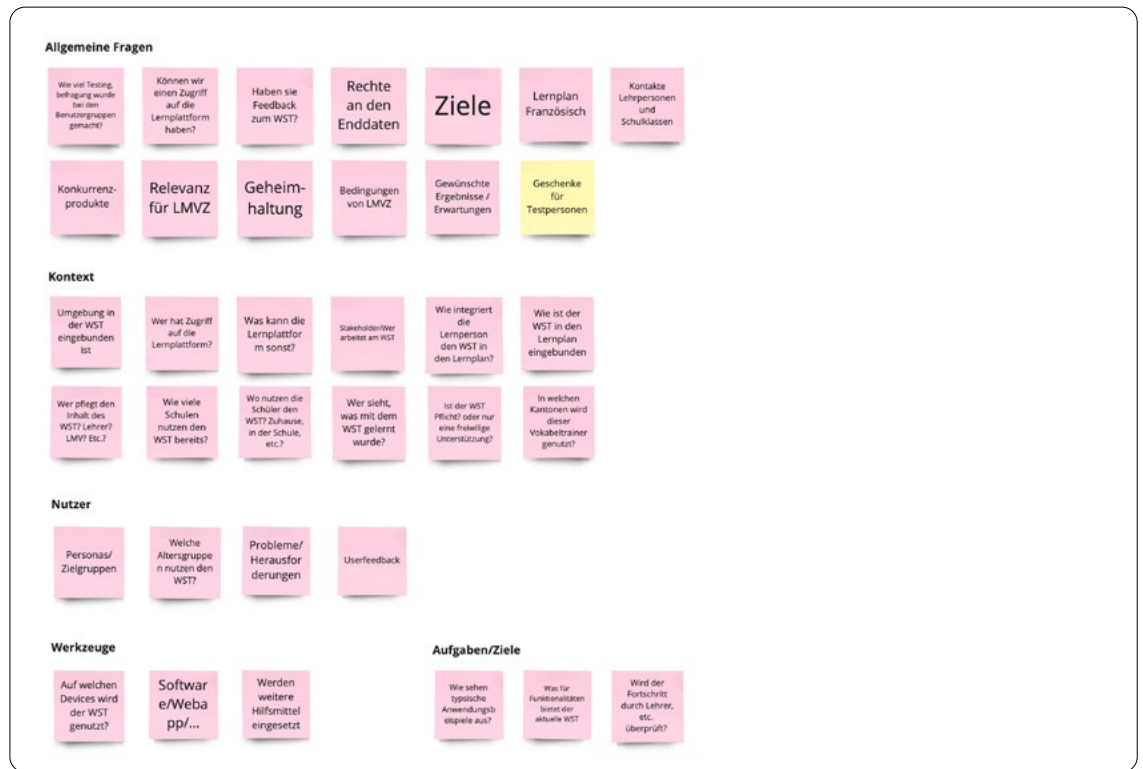 Allgemeine Fragen
Wie viel Testing,
befragung wurde
bei den
Benutzergruppen
gemacht?
Können wir
einen Zugriff
auf die
Lernplattform
haben?
Haben sie
Feedback
zum WST?
Rechte
an den
Enddaten
Ziele
Lernplan
Französisch
Kontakte
Lehrpersonen
und
Schulklassen
Konkurrenz-
produkte
Relevanz
für LMVZ
Geheim-
haltung
Bedingungen
von LMVZ
Gewünschte
Ergebnisse /
Erwartungen
Geschenke
für
Testpersonen
Kontext
Umgebung in
der WST
eingebunden
ist
Wer hat Zugriff
auf die
Lernplattform?
Was kann die
Lernplattfor
m sonst?
Stakeholder/Wer
arbeitet am WST
Wie integriert
die
Lernperson
den WST in
den Lernplan?
Wie ist der
WST in den
Lernplan
eingebunden
Wer pflegt den
Inhalt des
WST? Lehrer?
LMV? Etc.?
Wie viele
Schulen
nutzen den
WST bereits?
Wo nutzen die
Schüler den
WST? Zuhause,
in der Schule,
etc.?
Wer sieht,
was mit dem
WST gelernt
wurde?
Ist der WST
Pflicht? oder nur
eine freiwilige
Unterstützung?
In welchen
Kantonen wird
dieser
Vokabeltrainer
genutzt?
Nutzer
Personas/
Zielgruppen
Welche
Altersgruppe
n nutzen den
WST?
Probleme/
Herausfor
derungen
Userfeedback
Werkzeuge
Auf welchen
Devices wird
der WST
genutzt?
Softwar
e/Weba
pp/...
Werden
weitere
Hilfsmittel
eingesetzt
Aufgaben/Ziele
Wie sehen
typsische
Anwendungsb
eispiele aus?
Was für
Funktionalitäten
bietet der
aktuelle WST
Wird der
Fortschritt
durch Lehrer,
etc.
überprüft?